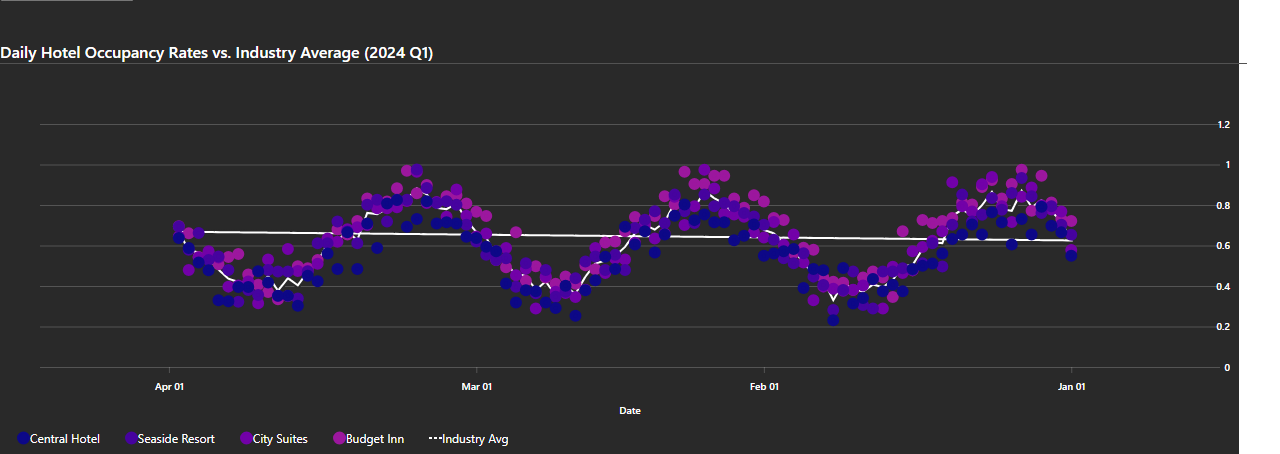 Daily Hotel Occupancy Rates vs. Industry Average (2024 Q1)
1.2
1
0.8
0.6
0.4
0.2
0
Apr 01 Mar 01 Feb 01 Jan 01
Date
Central Hotel Seaside Resort City Suites Budget Inn Industry Avg